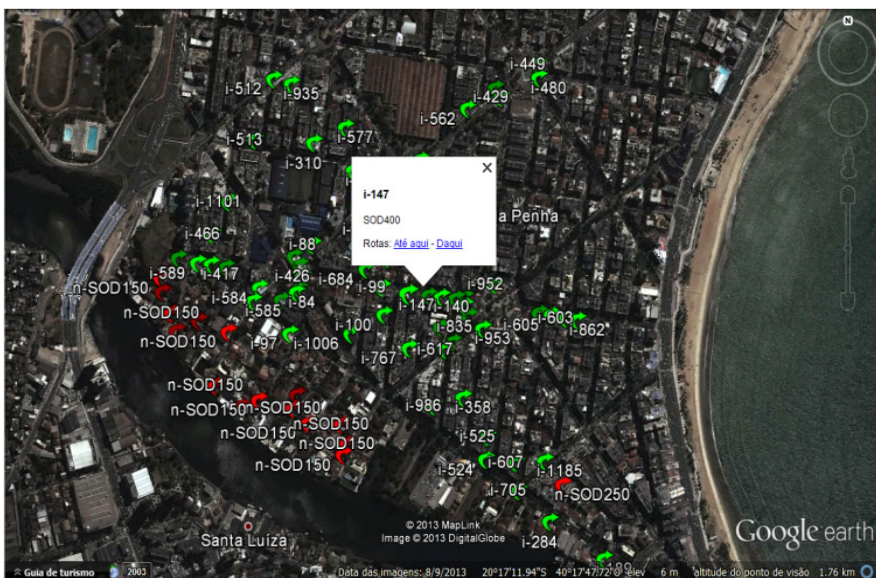 N
i-449
i-512
i-935
i-429
i-480
i-562
i-513
i-577
i-310
i-147
SOD400
Rotas: Até aqui - Daqui
i-1101
a Penha
i-466
i-88
i-589
i-417
i-426
i-684
i-99
i-952
n-SOD150
i-584
i-84
i-147
i-140
i-585
n-SOD150
i-100
i-835
i-605
i-603
i-862
n-SOD150
i-97
i-1006
i-953
i-767
i-617
n-SOD150
n-SOD150
n-SOD150
i-986
i-358
n-SOD150
n-SOD150
i-525
n-SOD150
i-524
i-607
i-1185
i-705
n-SOD250
© 2013 MapLink
Image © 2013 DigitalGlobe
Santa Luíza
i-284
Google earth
Guia de turismo
2003
Data das imagens: 8/9/2013 20°17'11.94"S 40°17'47.72"O elev 6 m altitude do ponto de visão 1.76 km